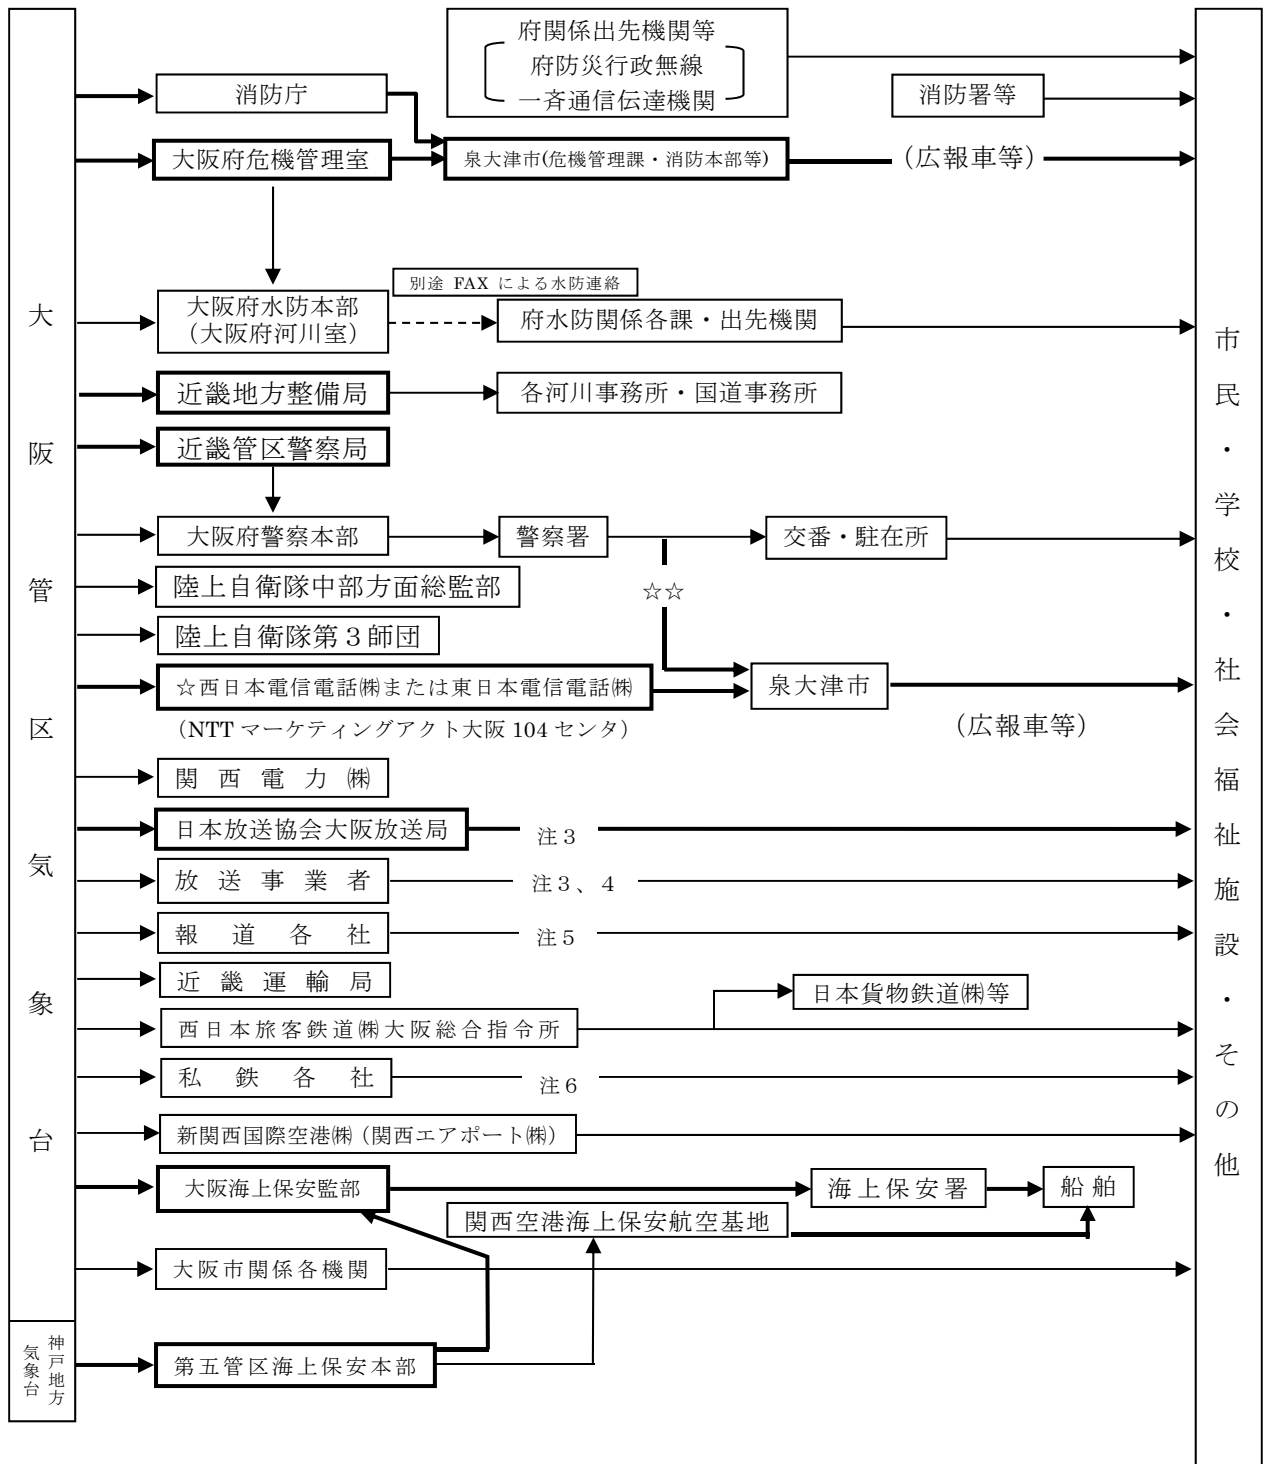 府関係出先機関等
府防災行政無線
一斉通信伝達機関
消防庁
消防署等
大阪府危機管理室
泉大津市(危機管理課・消防本部等)
（広報車等）
別途 FAX による水防連絡
大阪府水防本部
（大阪府河川室）
府水防関係各課・出先機関
近畿地方整備局
各河川事務所・国道事務所
近畿管区警察局
大阪府警察本部
警察署
交番・駐在所
陸上自衛隊中部方面総監部
☆☆
陸上自衛隊第３師団
☆西日本電信電話㈱または東日本電信電話㈱
泉大津市
（NTT マーケティングアクト大阪 104 センタ）
（広報車等）
関西電力㈱
日本放送協会大阪放送局
注３
放送事業者
注３、４
報道各社
注５
近畿運輸局
日本貨物鉄道㈱等
西日本旅客鉄道㈱大阪総合指令所
私鉄各社
注６
新関西国際空港㈱（関西エアポート㈱）
大阪海上保安監部
海上保安署
船舶
関西空港海上保安航空基地
大阪市関係各機関
第五管区海上保安本部
大阪管区気象台
神戸地方
気象台
市民・学校・社会福祉施設・その他